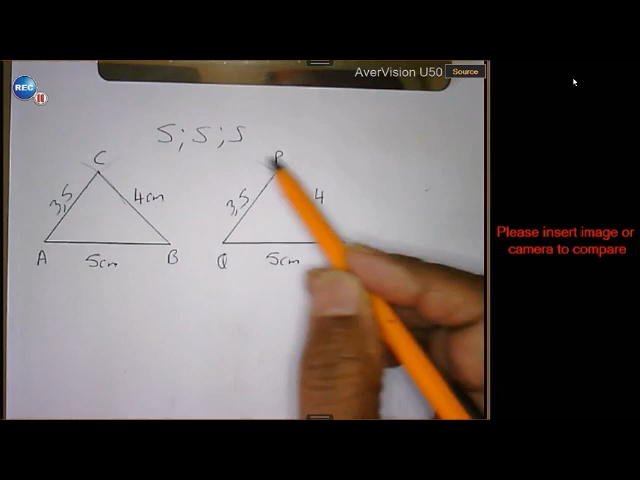 AverVision U50 Source
REC
S;S;S
C P
3,5 4cm 3,5 4
A 5cm B Q 5cm
Please insert image or
camera to compare